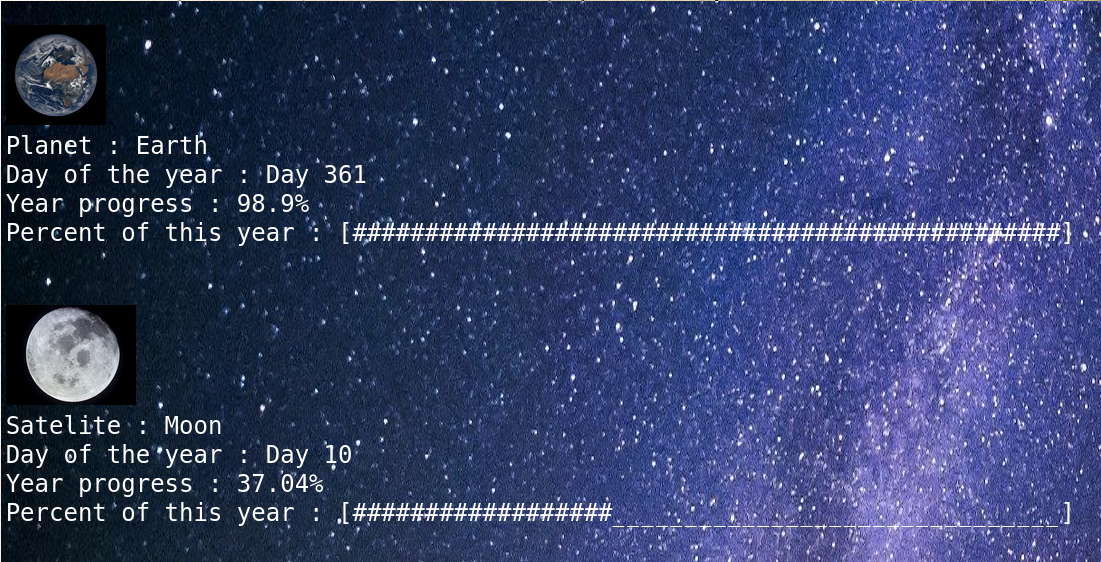 Planet : Earth
Day of the year : Day 361
Year progress : 98.9%
Percent of this year : [#################################################]
Satelite : Moon
Day of the year : Day 10
Year progress : 37.04%
Percent of this year : [##################_______________________________]